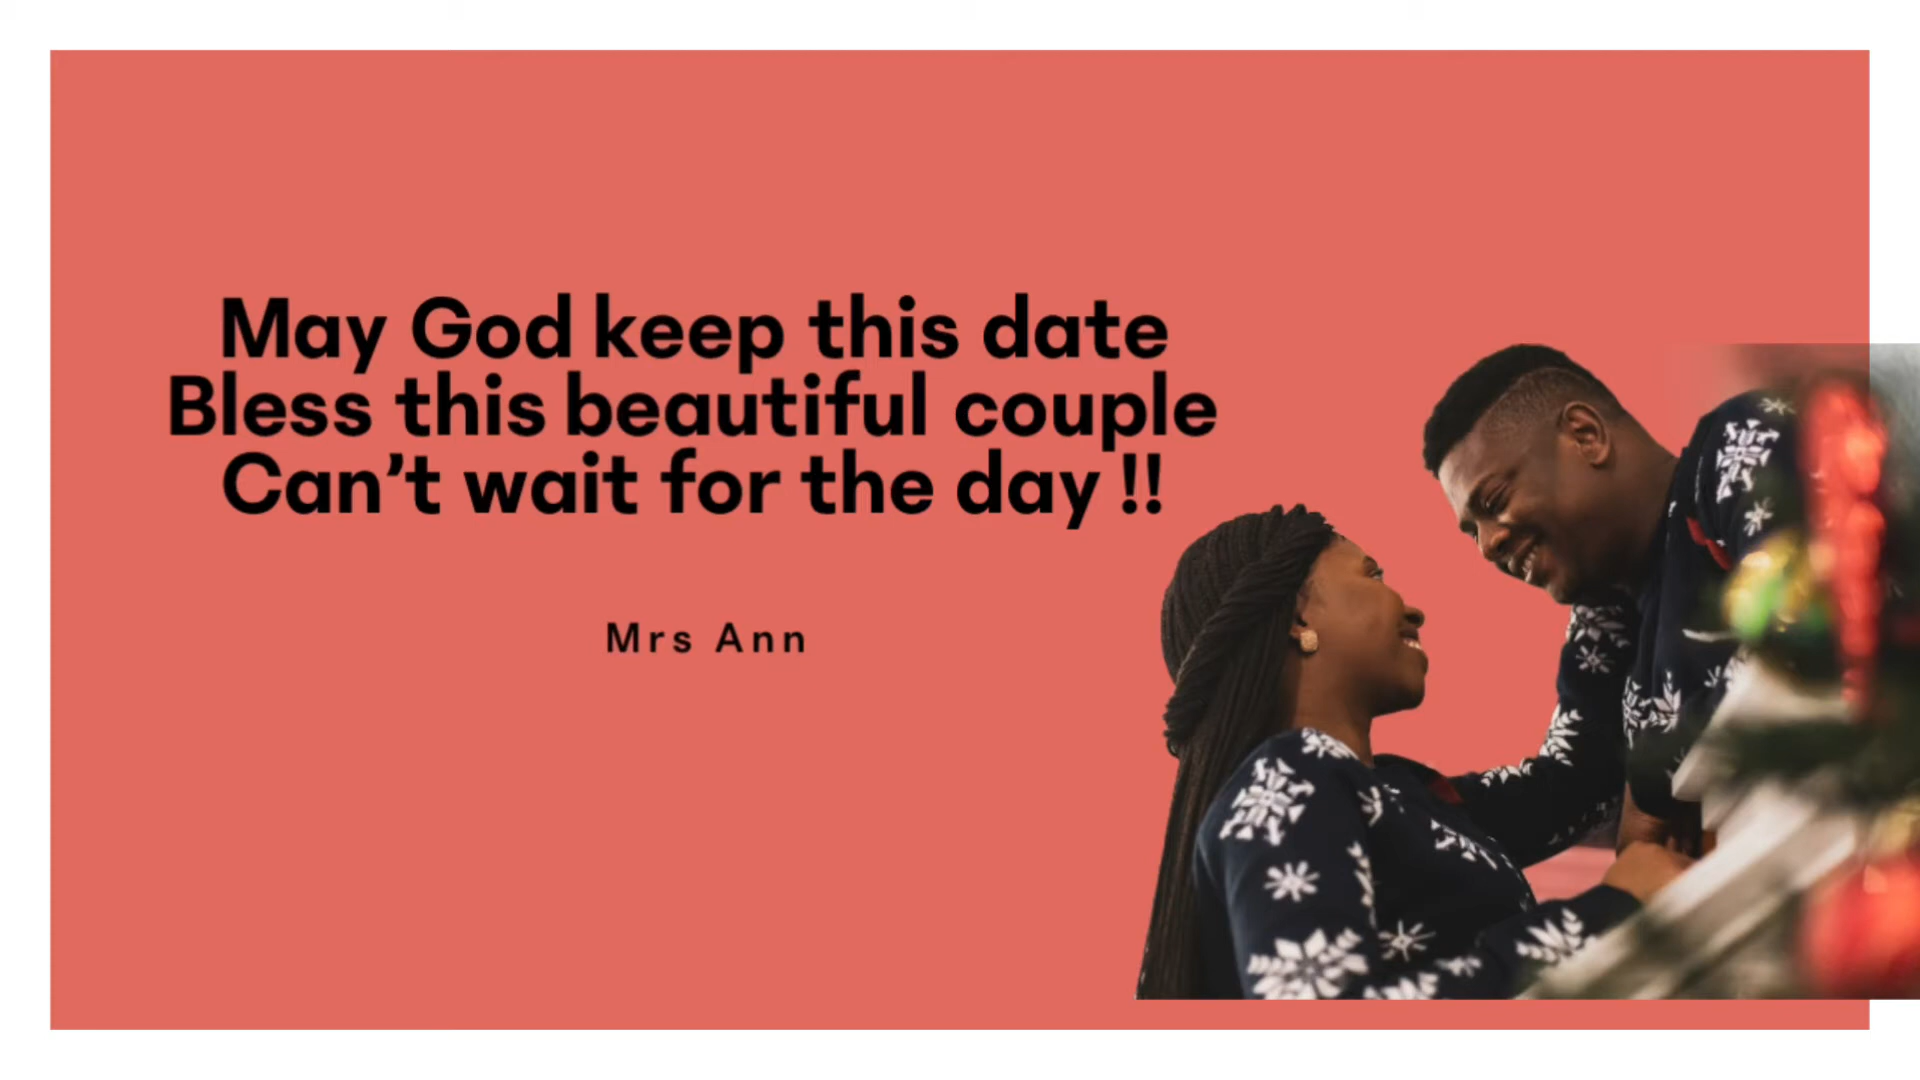 May God keep this date
Bless this beautiful couple
Can’t wait for the day !!
Mrs Ann